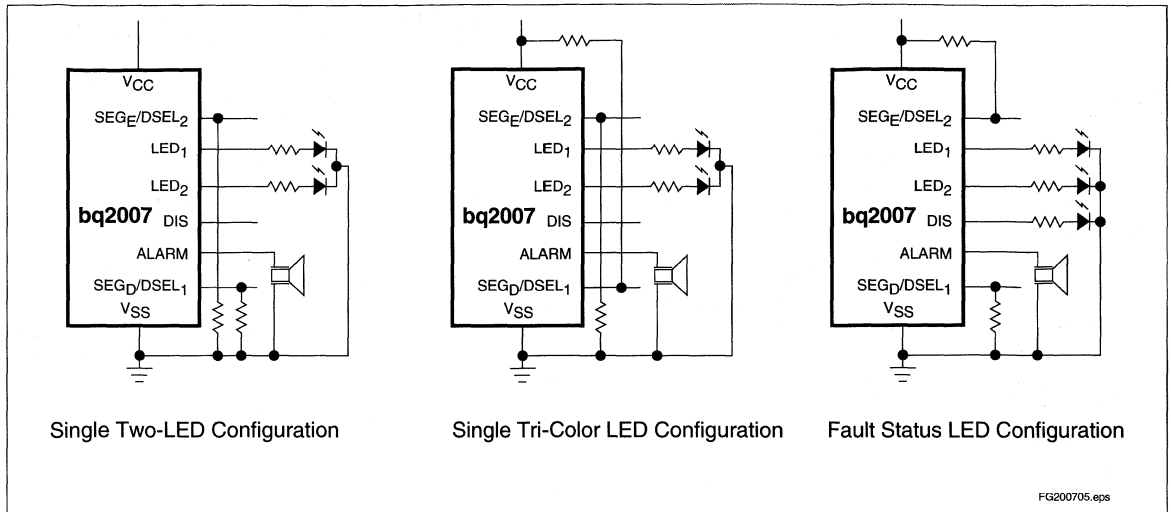 VCC
SEGE/DSEL2
LED1
LED2
bq2007 DIS
ALARM
SEGD/DSEL1
VSS
Single Two-LED Configuration
VCC
SEGE/DSEL2
LED1
LED2
bq2007 DIS
ALARM
SEGD/DSEL1
VSS
Single Tri-Color LED Configuration
VCC
SEGE/DSEL2
LED1
LED2
bq2007 DIS
ALARM
SEGD/DSEL1
VSS
Fault Status LED Configuration
FG200705.eps